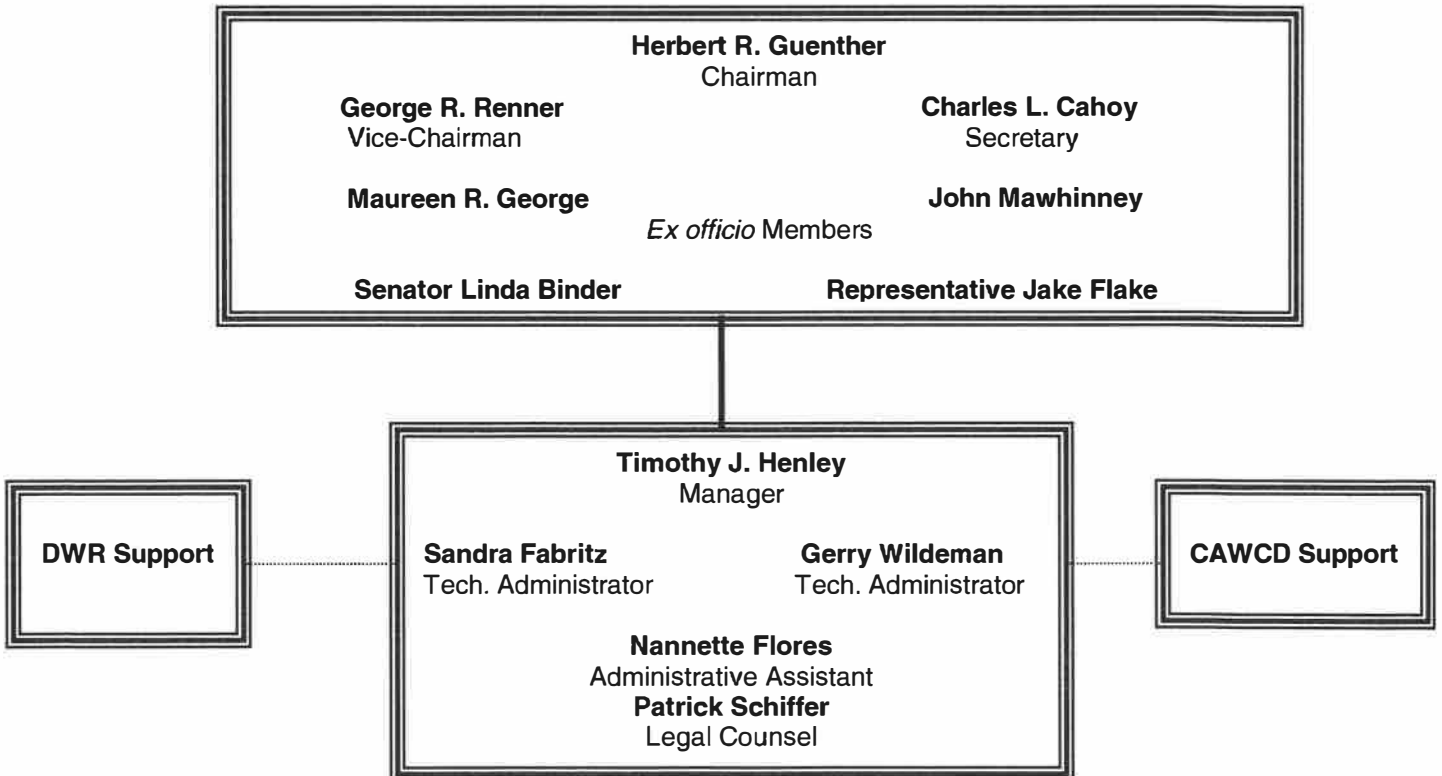 Herbert R. Guenther
Chairman
George R. Renner
Vice-Chairman
Charles L. Cahoy
Secretary
Maureen R. George
John Mawhinney
Ex officio Members
Senator Linda Binder
Representative Jake Flake
Timothy J. Henley
Manager
DWR Support
Sandra Fabritz
Tech. Administrator
Gerry Wildeman
Tech. Administrator
CAWCD Support
Nannette Flores
Administrative Assistant
Patrick Schiffer
Legal Counsel